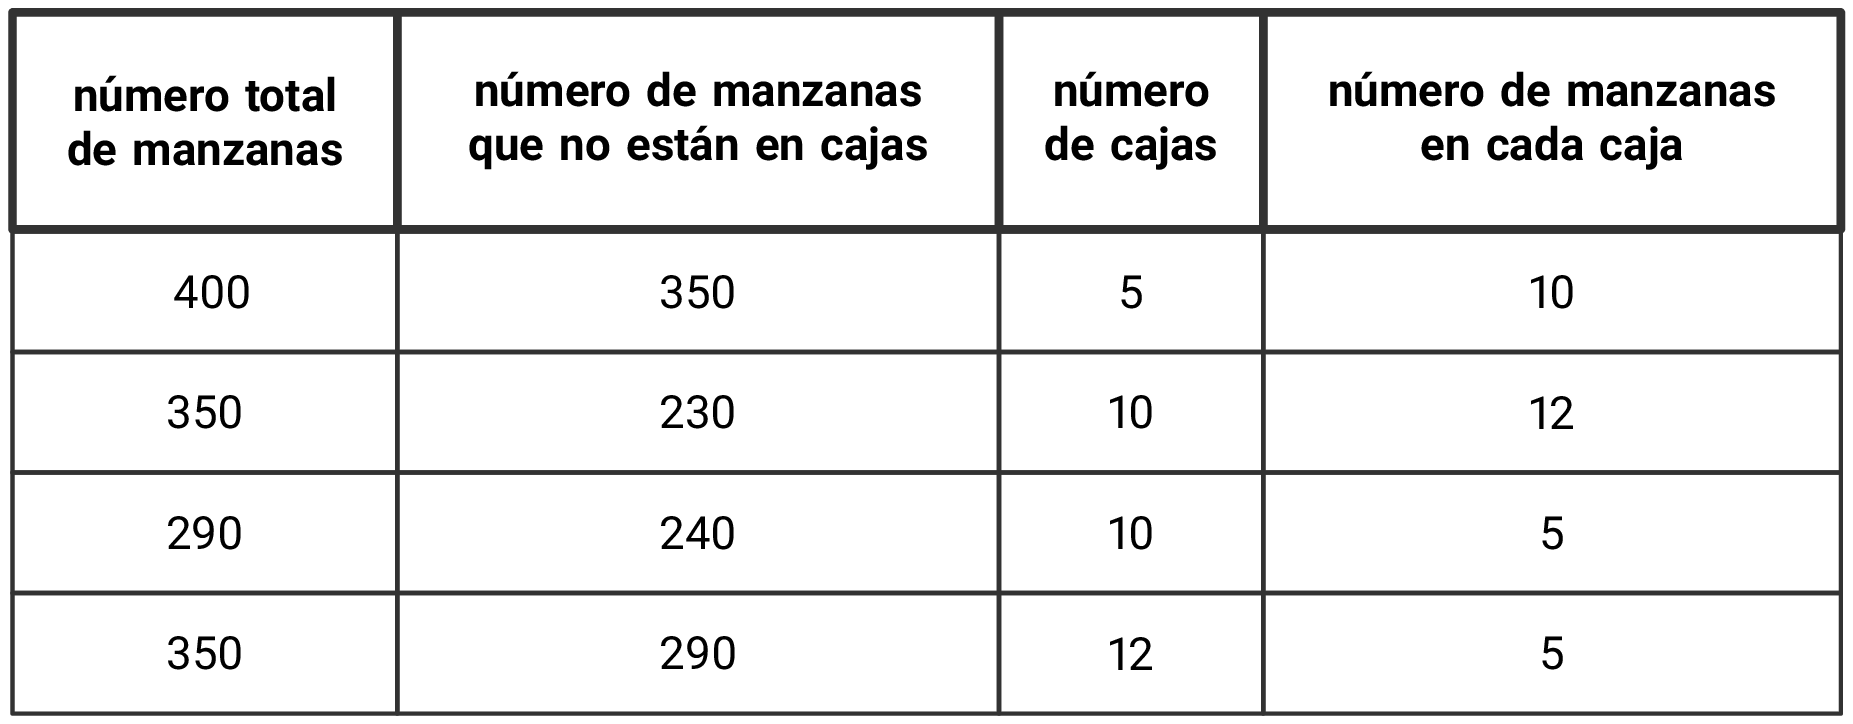 número total
de manzanas
número de manzanas
que no están en cajas
número
de cajas
número de manzanas
en cada caja
400 350 5 10
350 230 10 12
290 240 10 5
350 290 12 5